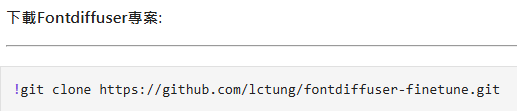 下載Fontdiffuser專案:
!git clone https://github.com/lctung/fontdiffuser-finetune.git